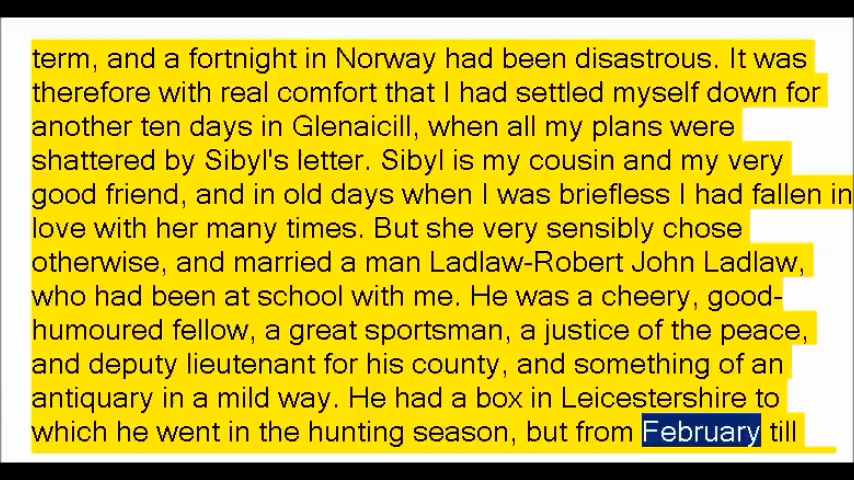 term, and a fortnight in Norway had been disastrous. It was
therefore with real comfort that I had settled myself down for
another ten days in Glenaicill, when all my plans were
shattered by Sibyl's letter. Sibyl is my cousin and my very
good friend, and in old days when I was briefless I had fallen in
love with her many times. But she very sensibly chose
otherwise, and married a man Ladlaw-Robert John Ladlaw,
who had been at school with me. He was a cheery, good-
humoured fellow, a great sportsman, a justice of the peace,
and deputy lieutenant for his county, and something of an
antiquary in a mild way. He had a box in Leicestershire to
which he went in the hunting season, but from February till